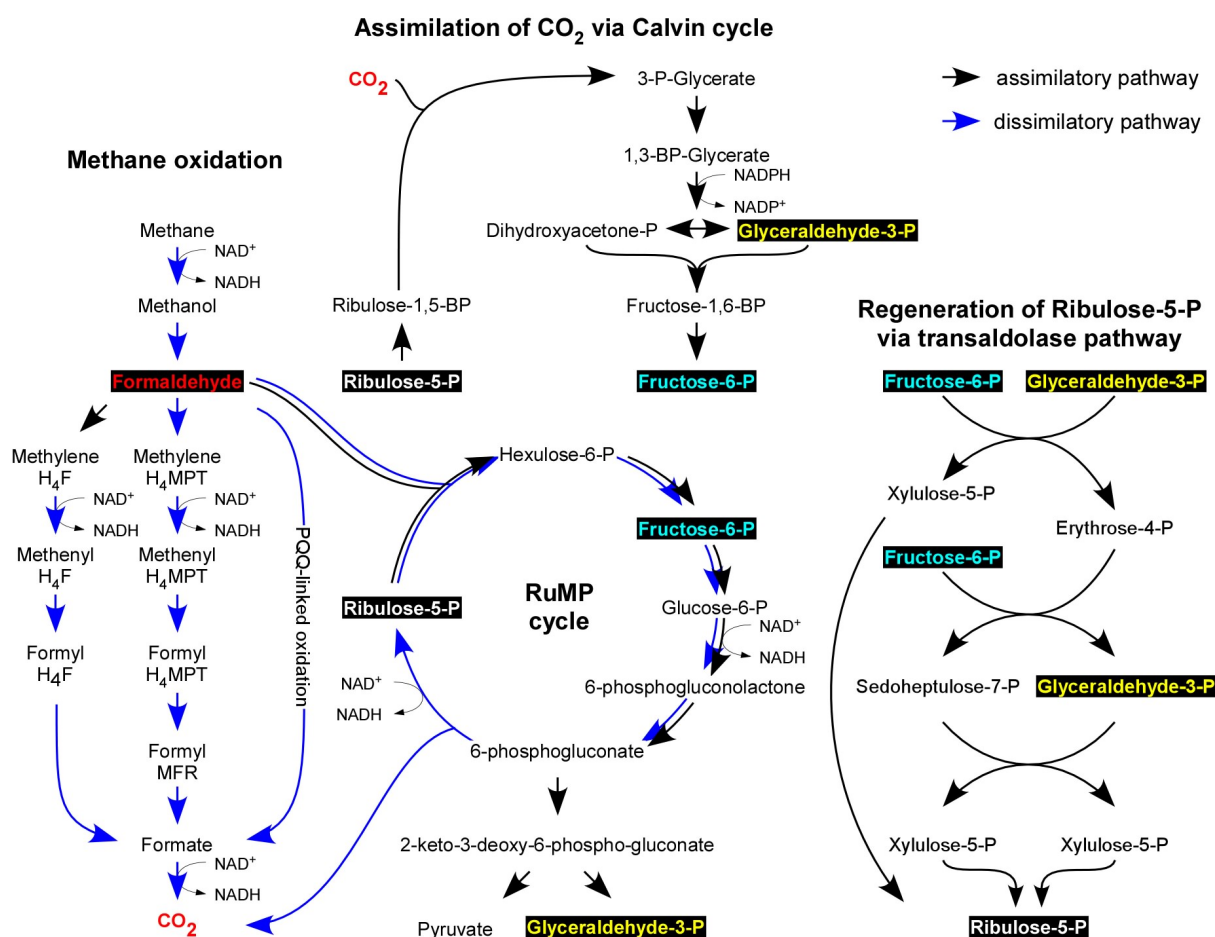 Assimilation of CO2 via Calvin cycle
CO2
3-P-Glycerate
assimilatory pathway
dissimilatory pathway
1,3-BP-Glycerate
NADPH
NADP+
Dihydroxyacetone-P
Glyceraldehyde-3-P
Ribulose-1,5-BP
Fructose-1,6-BP
Ribulose-5-P
Fructose-6-P
Methane oxidation
Methane
NAD+
NADH
Methanol
Formaldehyde
Methylene
H4F
NAD+
NADH
Methenyl
H4F
Formyl
H4F
Methylene
H4MPT
NAD+
NADH
Methenyl
H4MPT
Formyl
H4MPT
Formyl
MFR
PQQ-linked oxidation
Formate
NAD+
NADH
CO2
Hexulose-6-P
Fructose-6-P
RuMP
cycle
Glucose-6-P
NAD+
NADH
Ribulose-5-P
6-phosphogluconolactone
NAD+
NADH
6-phosphogluconate
2-keto-3-deoxy-6-phospho-gluconate
Pyruvate
Glyceraldehyde-3-P
Regeneration of Ribulose-5-P
via transaldolase pathway
Fructose-6-P
Glyceraldehyde-3-P
Xylulose-5-P
Erythrose-4-P
Fructose-6-P
Sedoheptulose-7-P
Glyceraldehyde-3-P
Xylulose-5-P
Xylulose-5-P
Ribulose-5-P